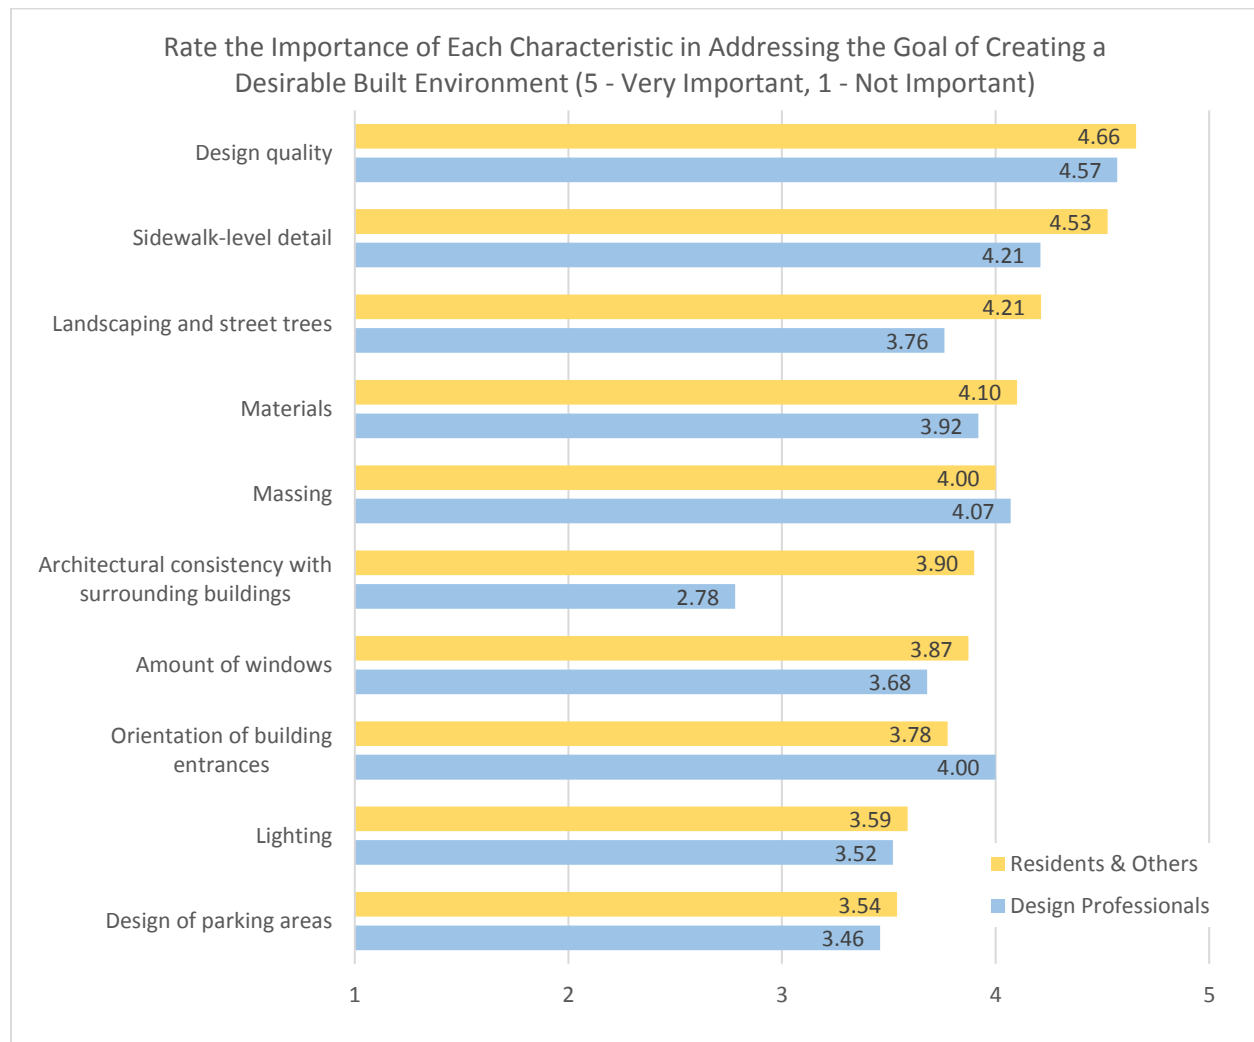 Rate the Importance of Each Characteristic in Addressing the Goal of Creating a
Desirable Built Environment (5 - Very Important, 1 - Not Important)
Design quality
4.66
4.57
Sidewalk-level detail
4.53
4.21
Landscaping and street trees
4.21
3.76
Materials
4.10
3.92
Massing
4.00
4.07
Architectural consistency with
surrounding buildings
3.90
2.78
Amount of windows
3.87
3.68
Orientation of building
entrances
3.78
4.00
Lighting
3.59
3.52
Design of parking areas
3.54
3.46
Residents & Others
Design Professionals
1 2 3 4 5